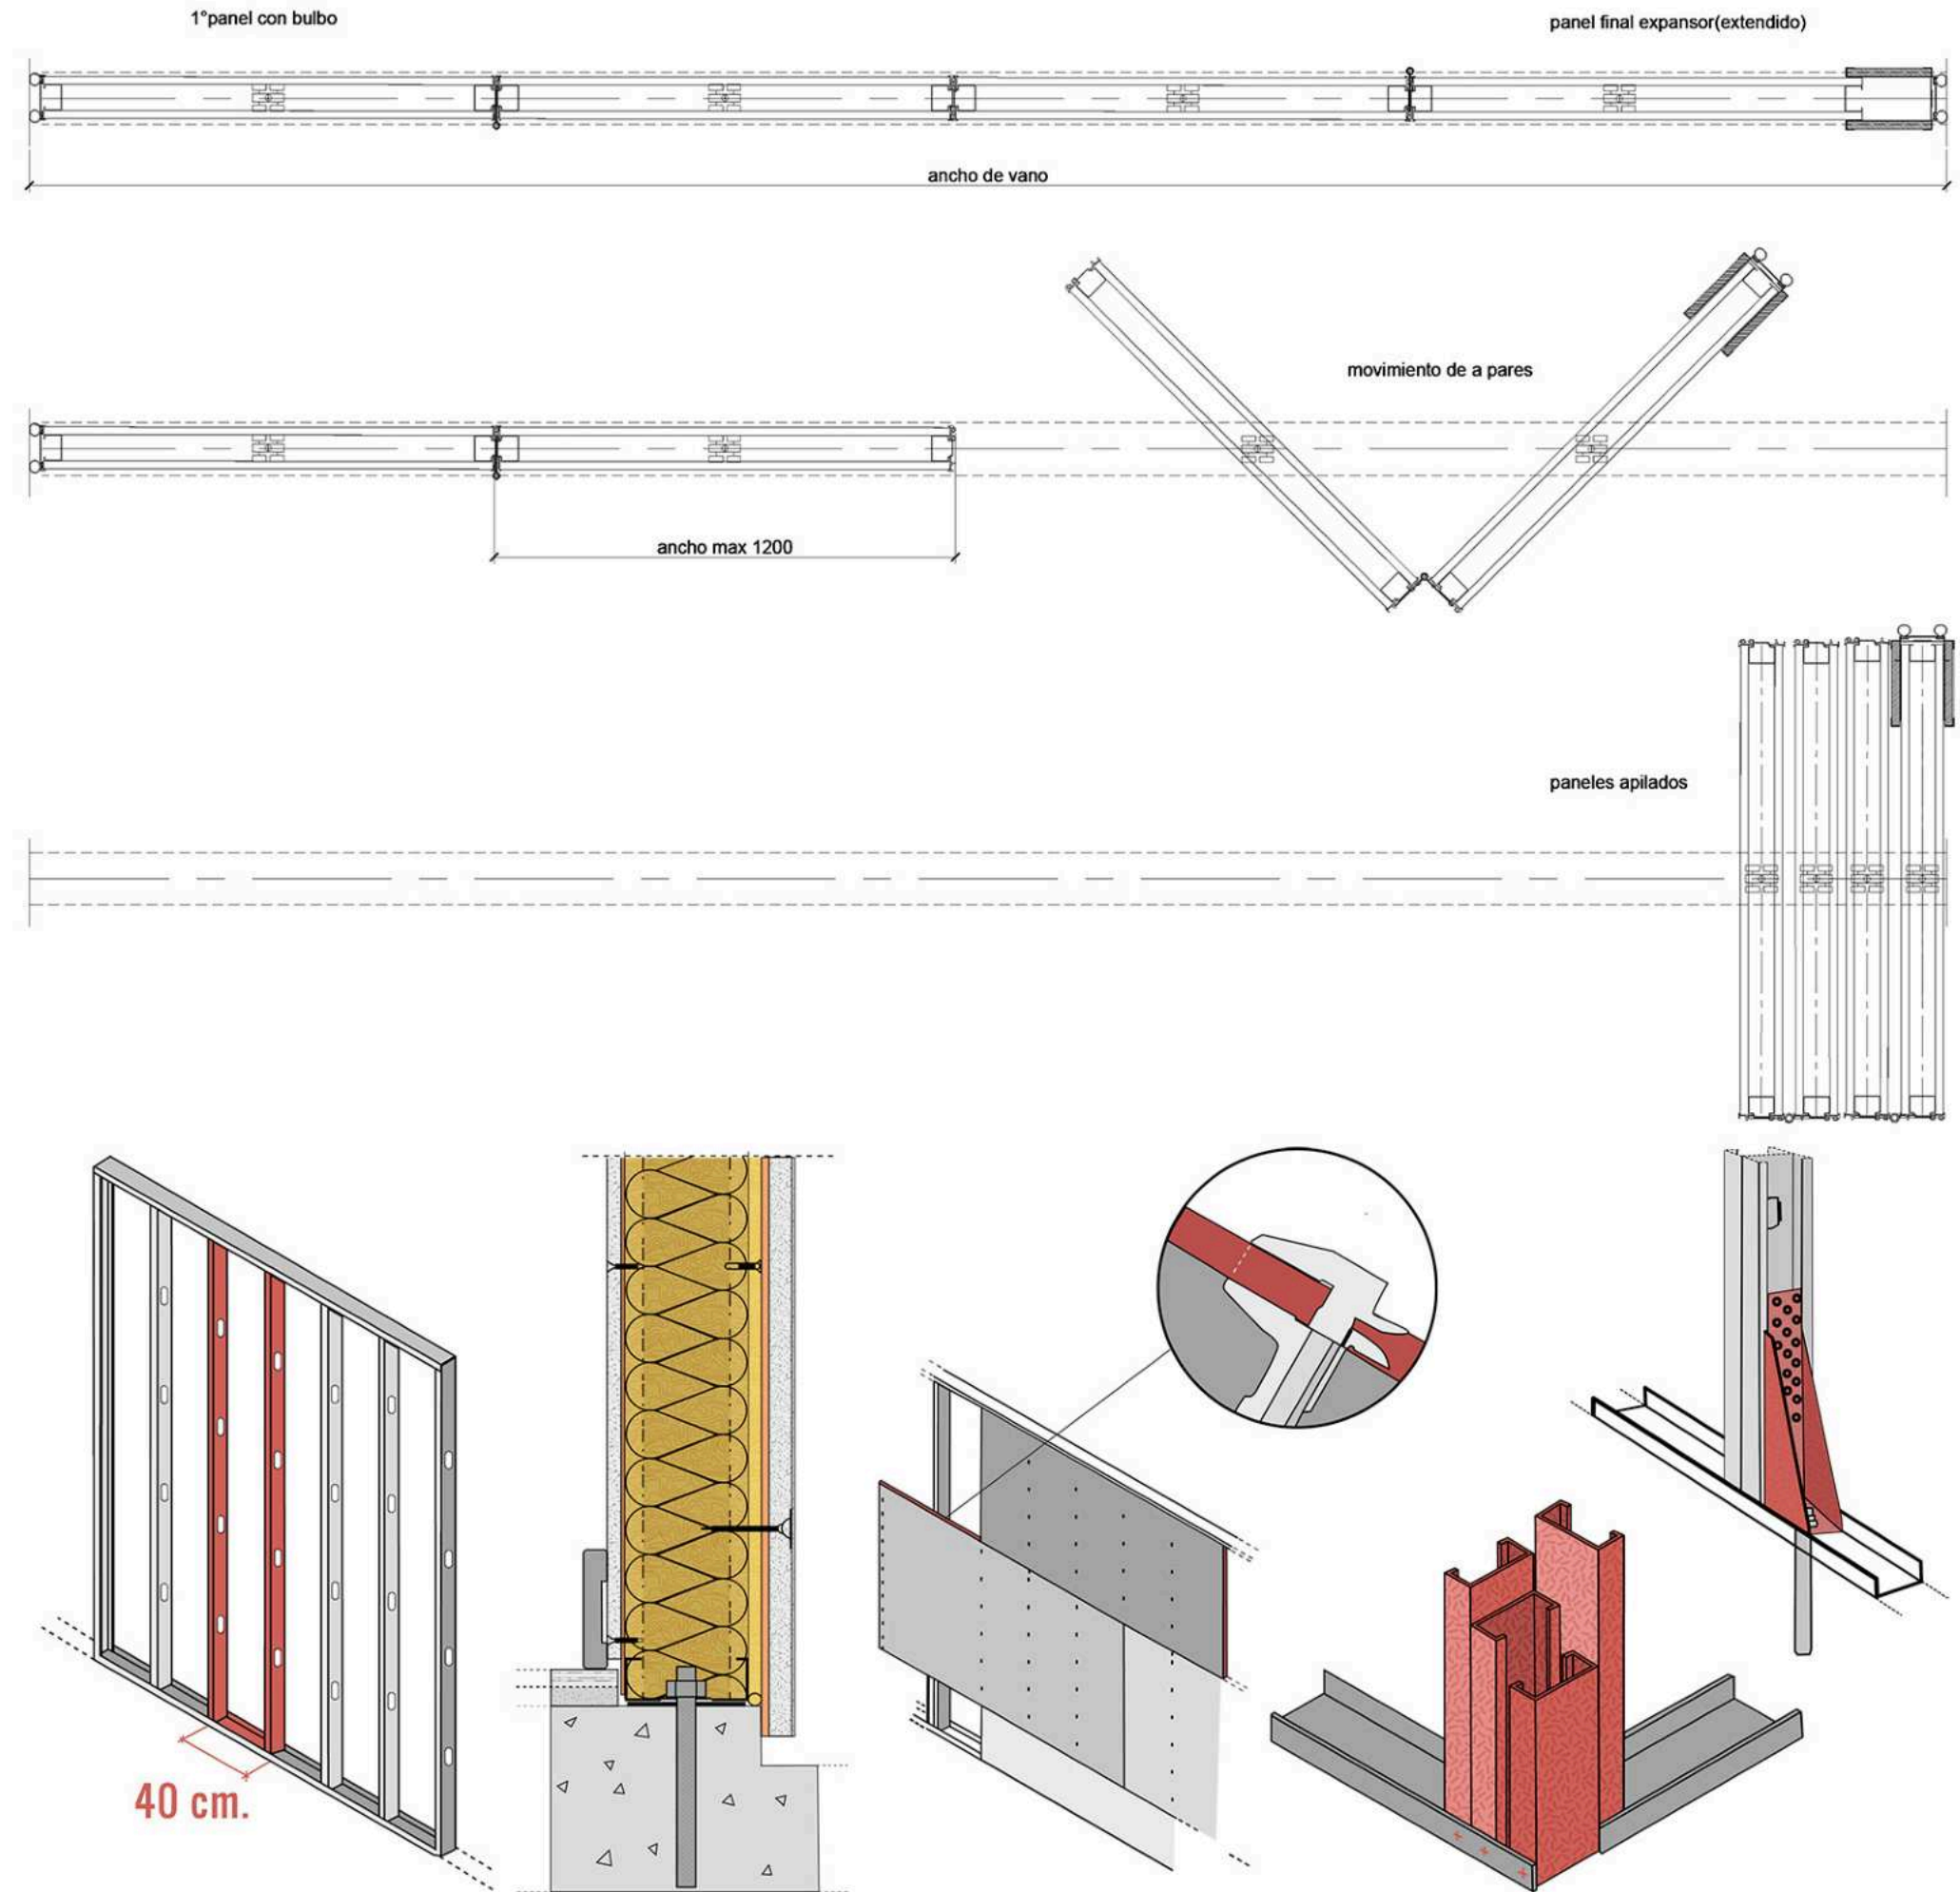 1°panel con bulbo
panel final expansor(extendido)
ancho de vano
movimiento de a pares
ancho max 1200
paneles apilados
40 cm.